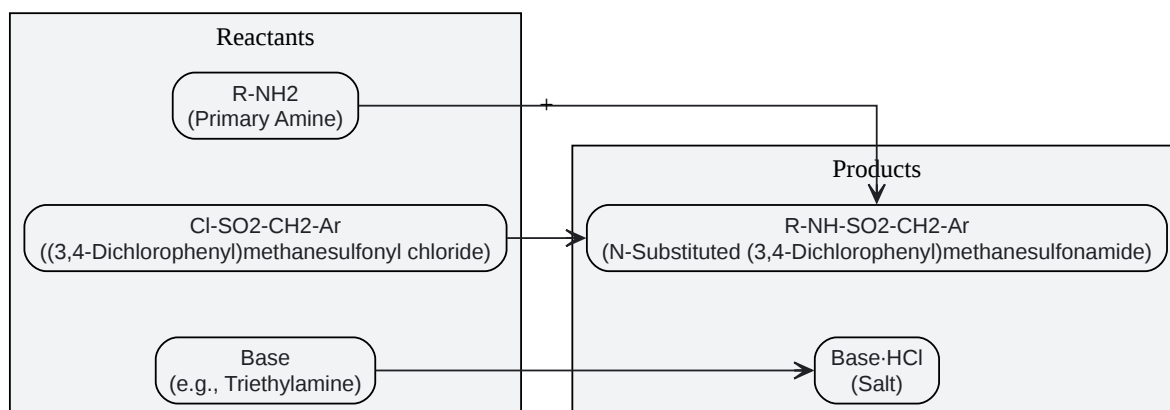 Reactants
R-NH2
(Primary Amine)
+
Products
Cl-SO2-CH2-Ar
((3,4-Dichlorophenyl)methanesulfonyl chloride)
R-NH-SO2-CH2-Ar
(N-Substituted (3,4-Dichlorophenyl)methanesulfonamide)
Base
(e.g., Triethylamine)
Base·HCl
(Salt)